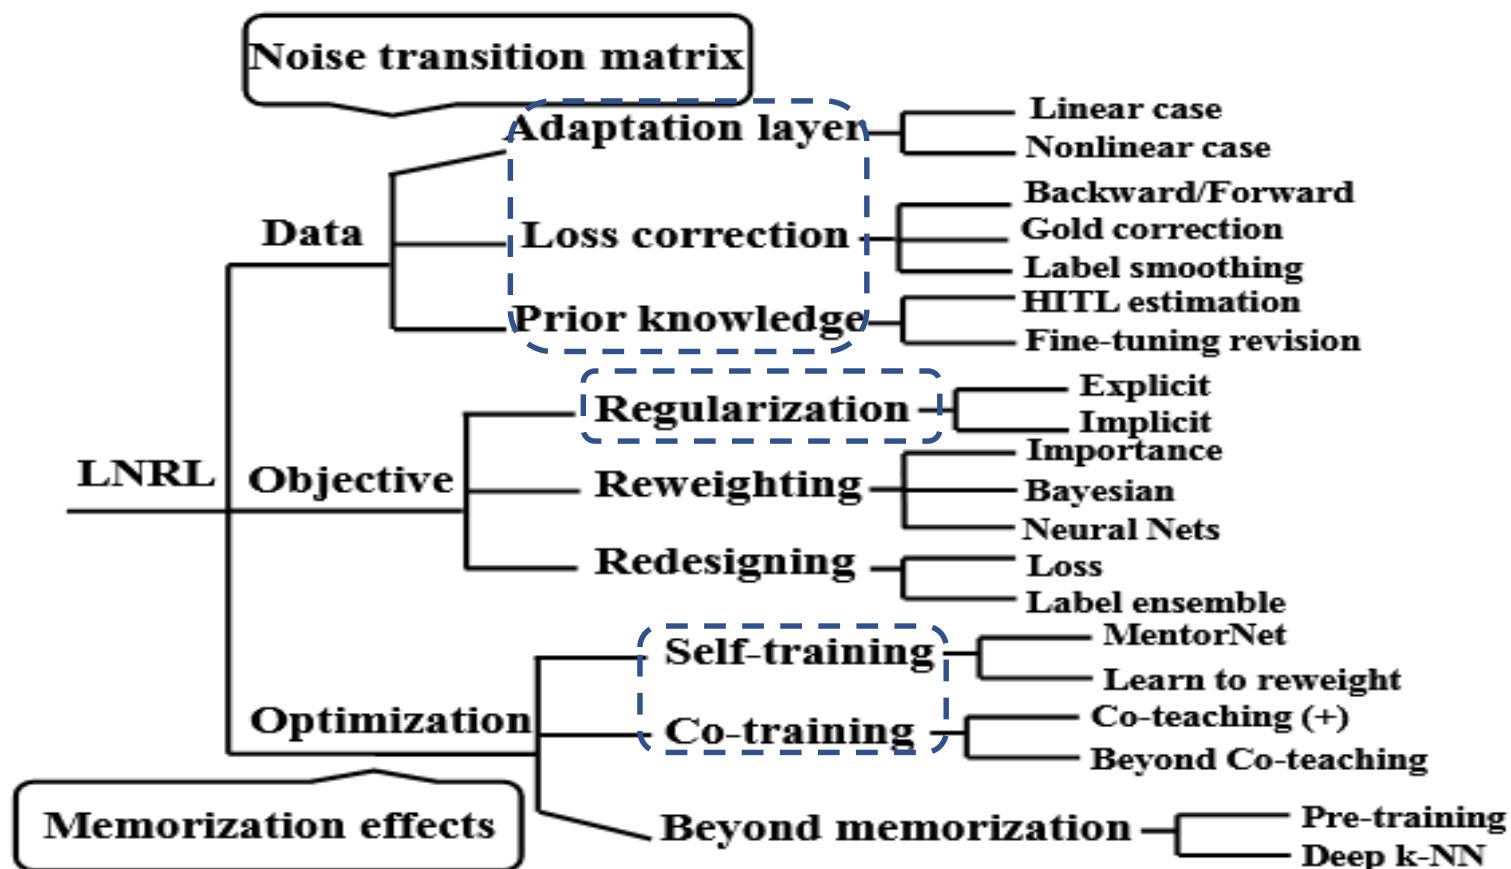 Noise transition matrix
Adaptation layer
Linear case
Nonlinear case
Data
Loss correction
Backward/Forward
Gold correction
Label smoothing
Prior knowledge
HITL estimation
Fine-tuning revision
LNRL
Objective
Regularization
Explicit
Implicit
Reweighting
Importance
Bayesian
Neural Nets
Redesigning
Loss
Label ensemble
Optimization
Self-training
MentorNet
Learn to reweight
Co-training
Co-teaching (+)
Beyond Co-teaching
Memorization effects
Beyond memorization
Pre-training
Deep k-NN